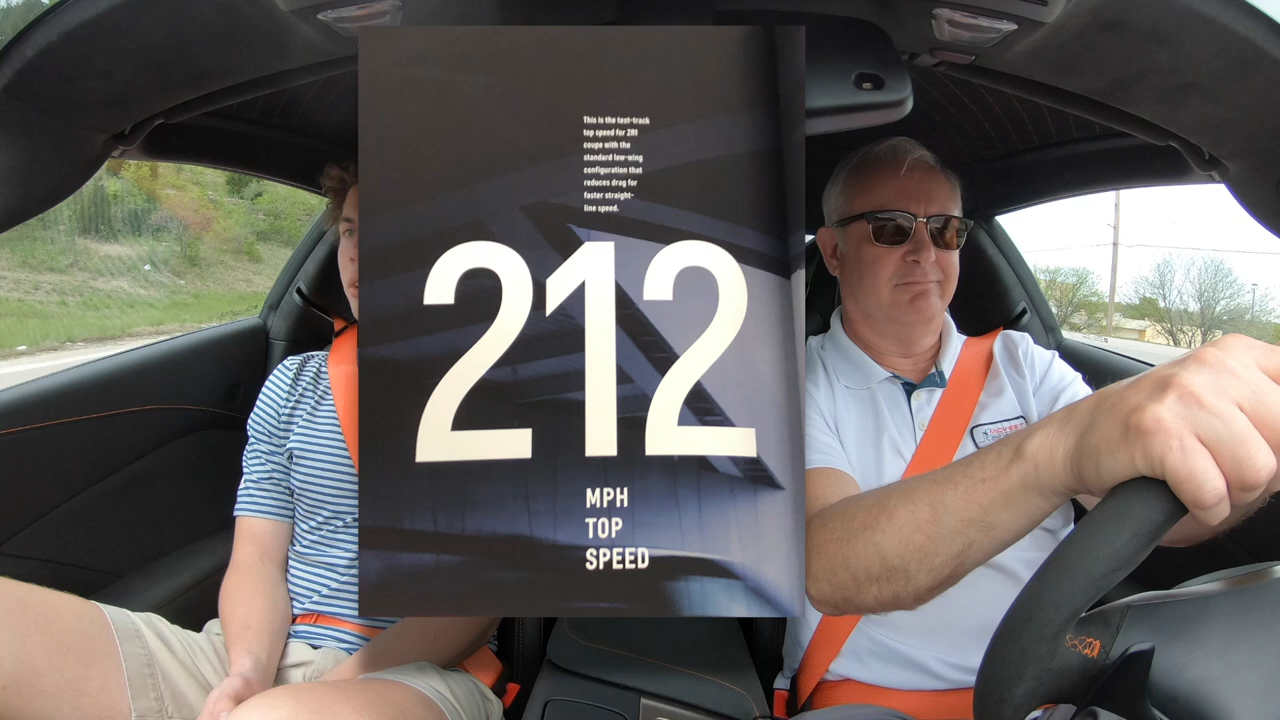 This is the test-track
top speed for ZR1
coupe with the
standard low-wing
configuration that
reduces drag for
faster straight-
line speed.
212
MPH
TOP
SPEED